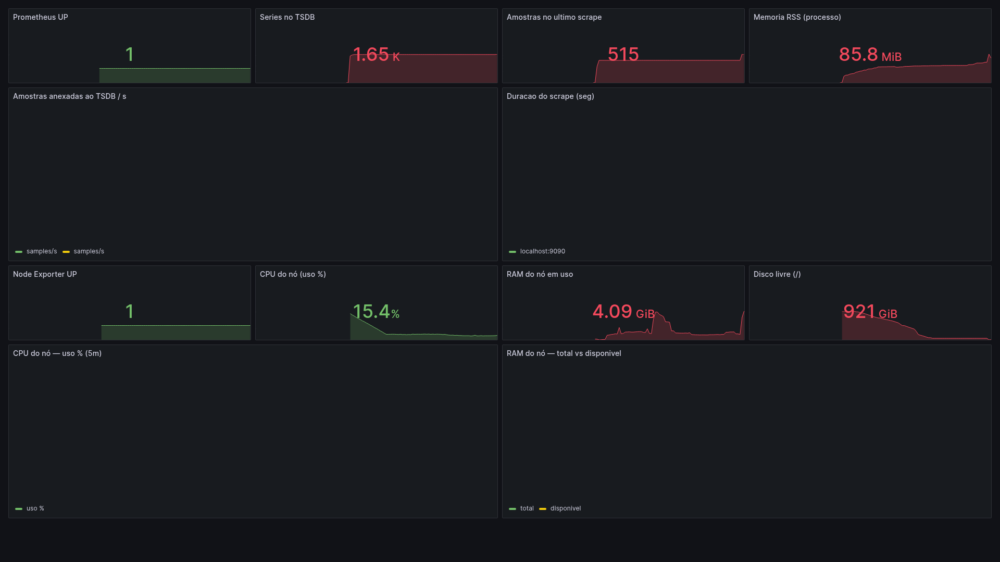 Prometheus UP
1
Series no TSDB
1.65 K
Amostras no ultimo scrape
515
Memoria RSS (processo)
85.8 MiB
Amostras anexadas ao TSDB / s
samples/s samples/s
Duracao do scrape (seg)
localhost:9090
Node Exporter UP
1
CPU do nó (uso %)
15.4%
RAM do nó em uso
4.09 GiB
Disco livre (/)
921 GiB
CPU do nó — uso % (5m)
uso %
RAM do nó — total vs disponivel
total disponivel